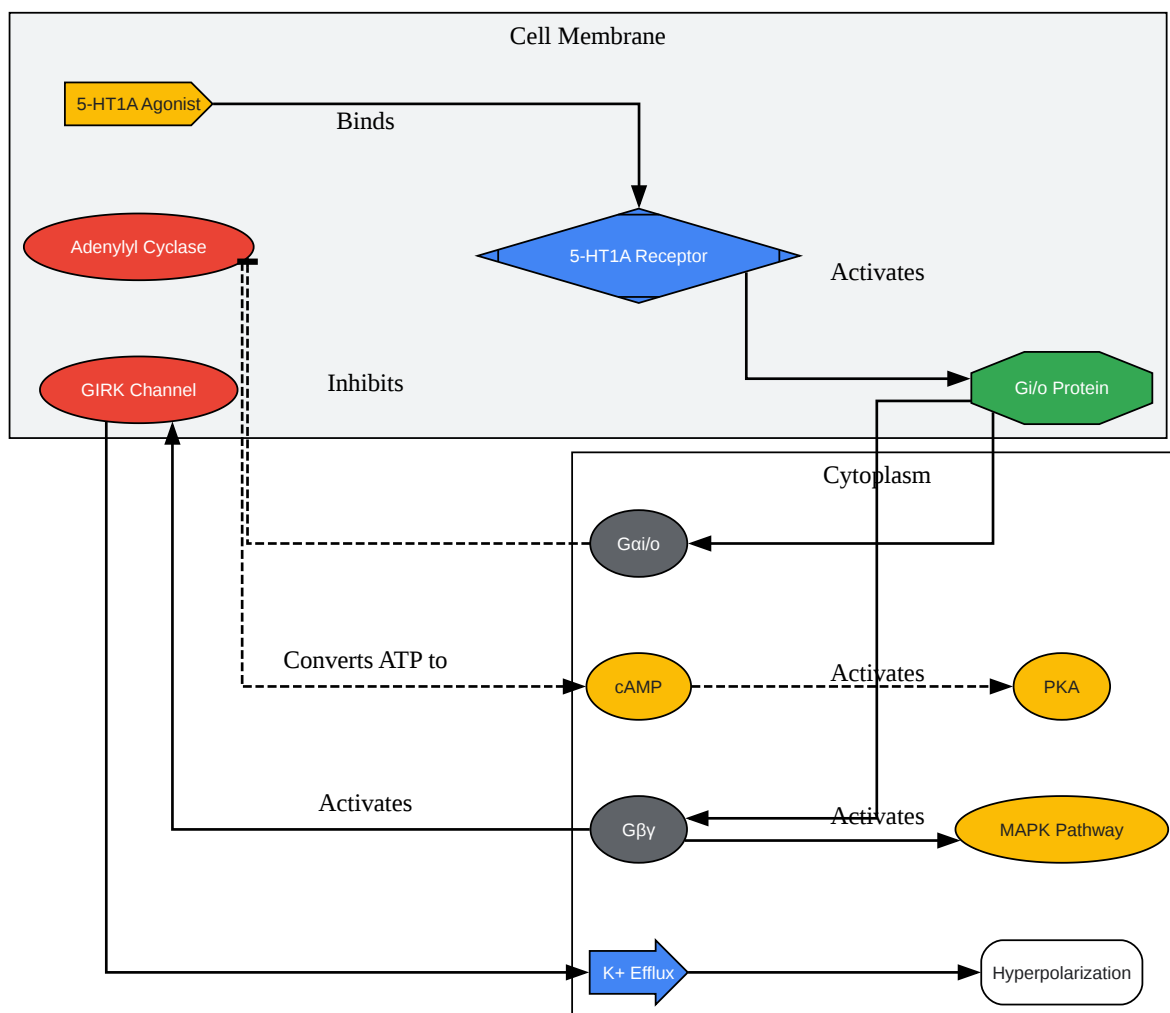 Cell Membrane
5-HT1A Agonist
Binds
Adenylyl Cyclase
5-HT1A Receptor
Activates
GIRK Channel
Inhibits
Gi/o Protein
Cytoplasm
Gαi/o
Converts ATP to
cAMP
Activates
PKA
Activates
Gβγ
Activates
MAPK Pathway
K+ Efflux
Hyperpolarization